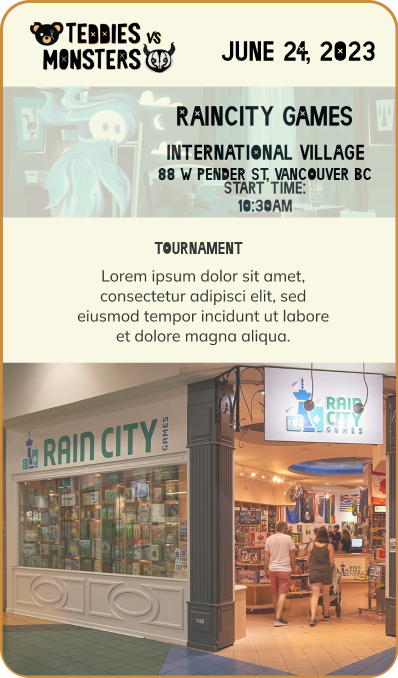 TEDDIES VS
MONSTERS
JUNE 24, 2023
RAINCITY GAMES
INTERNATIONAL VILLAGE
88 W PENDER ST, VANCOUVER BC
START TIME:
10:30AM
TOURNAMENT
Lorem ipsum dolor sit amet,
consectetur adipisci elit, sed
eiusmod tempor incidunt ut labore
et dolore magna aliqua.
RAIN CITY
GAMES
RAIN
CITY
GAMES
RAIN
CITY